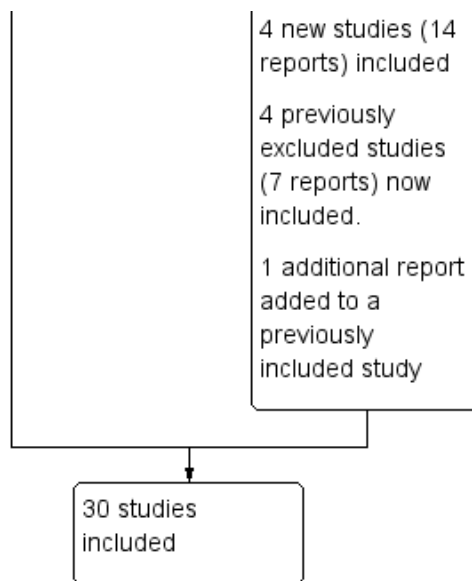 4 new studies (14
reports) included
4 previously
excluded studies
(7 reports) now
included.
1 additional report
added to a
previously
included study
30 studies
included